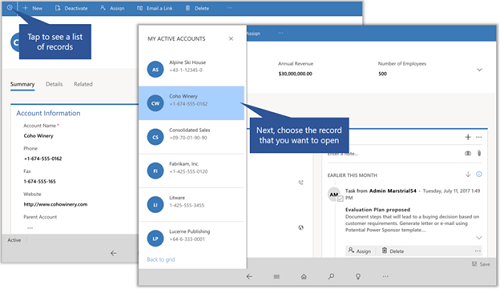 New
Deactivate
Assign
Email a Link
Delete
Tap to see a list
of records
Summary
Details
Related
Account Information
Account Name *
Coho Winery
Phone
+1-674-555-0162
Fax
1-674-555-165
Website
http://www.cohowinery.com
Parent Account
---
Active
MY ACTIVE ACCOUNTS
AS
Alpine Ski House
+43-1-12345-0
CW
Coho Winery
+1-674-555-0162
CS
Consolidated Sales
+09-70-01-90-90
FI
Fabrikam, Inc.
+1-425-555-0120
LI
Litware
1-425-555-3455
LP
Lucerne Publishing
+64-6-333-0001
Back to grid
Assign
Annual Revenue
$30,000,000.00
Number of Employees
500
Next, choose the record
that you want to open
Enter a note...
EARLIER THIS MONTH
AM
Task from Admin Marstrial54 - Tuesday, July 11, 2017 1:49
PM
Evaluation Plan proposed
Document steps that will lead to a buying decision based on
customer requirements. Generate letter or e-mail using
Potential Power Sponsor template...
Assign
Delete
Save